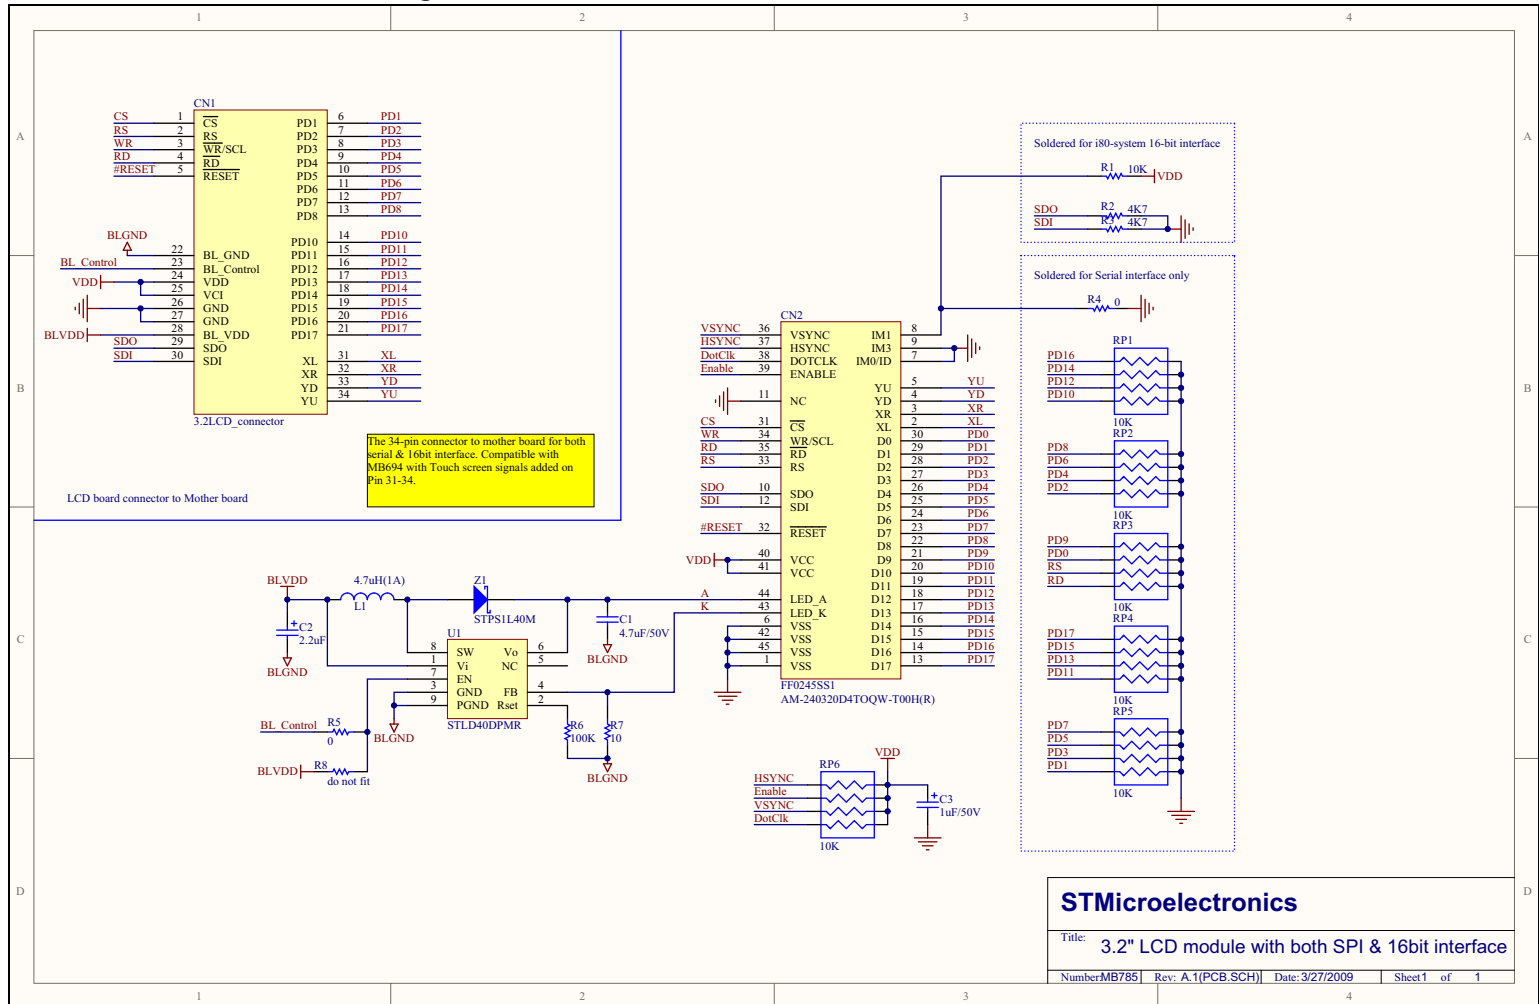 1 2 3 4
A A
B B
C C
D D
1 2 3 4
CN1
CS 1 CS PD1 6 PD1
RS 2 RS PD2 7 PD2
WR 3 WR/SCL PD3 8 PD3
RD 4 RD PD4 9 PD4
#RESET 5 RESET PD5 10 PD5
PD6 11 PD6
PD7 12 PD7
PD8 13 PD8
PD10 14 PD10
BLGND 22 BL_GND PD11 15 PD11
BL_Control 23 BL_Control PD12 16 PD12
VDD 24 VDD PD13 17 PD13
25 VCI PD14 18 PD14
26 GND PD15 19 PD15
27 GND PD16 20 PD16
BLVDD 28 BL_VDD PD17 21 PD17
SDO 29 SDO
SDI 30 SDI XL 31 XL
XR 32 XR
YD 33 YD
YU 34 YU
3.2LCD_connector
The 34-pin connector to mother board for both
serial & 16bit interface. Compatible with
MB694 with Touch screen signals added on
Pin 31-34.
LCD board connector to Mother board
Soldered for i80-system 16-bit interface
R1 10K VDD
SDO R2 4K7
SDI R3 4K7
Soldered for Serial interface only
R4 0
CN2
VSYNC 36 VSYNC IM1 8
HSYNC 37 HSYNC IM3 9
DotClk 38 DOTCLK IM0/ID 7
Enable 39 ENABLE
YU 5 YU
11 NC YD 4 YD
XR 3 XR
CS 31 CS XL 2 XL
WR 34 WR/SCL D0 30 PD0
RD 35 RD D1 29 PD1
RS 33 RS D2 28 PD2
D3 27 PD3
SDO 10 SDO D4 26 PD4
SDI 12 SDI D5 25 PD5
D6 24 PD6
#RESET 32 RESET D7 23 PD7
D8 22 PD8
VDD 40 VCC D9 21 PD9
41 VCC D10 20 PD10
D11 19 PD11
A 44 LED_A D12 18 PD12
K 43 LED_K D13 17 PD13
6 VSS D14 16 PD14
42 VSS D15 15 PD15
45 VSS D16 14 PD16
1 VSS D17 13 PD17
FF0245SS1
AM-240320D4TOQW-T00H(R)
RP1
PD16
PD14
PD12
PD10
10K
RP2
PD8
PD6
PD4
PD2
10K
RP3
PD9
PD0
RS
RD
10K
RP4
PD17
PD15
PD13
PD11
10K
RP5
PD7
PD5
PD3
PD1
10K
BLVDD
4.7uH(1A)
L1
Z1
STPS1L40M
+ C2
2.2uF
BLGND
C1
4.7uF/50V
BLGND
U1
8 SW Vo 6
1 Vi NC 5
7 EN
3 GND FB 4
9 PGND Rset 2
STLD40DPMR
BLGND
BL_Control R5
0
BLVDD R8
do not fit
R6
100K
R7
10
BLGND
VDD
RP6
HSYNC
Enable
VSYNC
DotClk
10K
+ C3
1uF/50V
STMicroelectronics
Title: 3.2" LCD module with both SPI & 16bit interface
Number:MB785 Rev: A.1(PCB.SCH) Date: 3/27/2009 Sheet 1 of 1